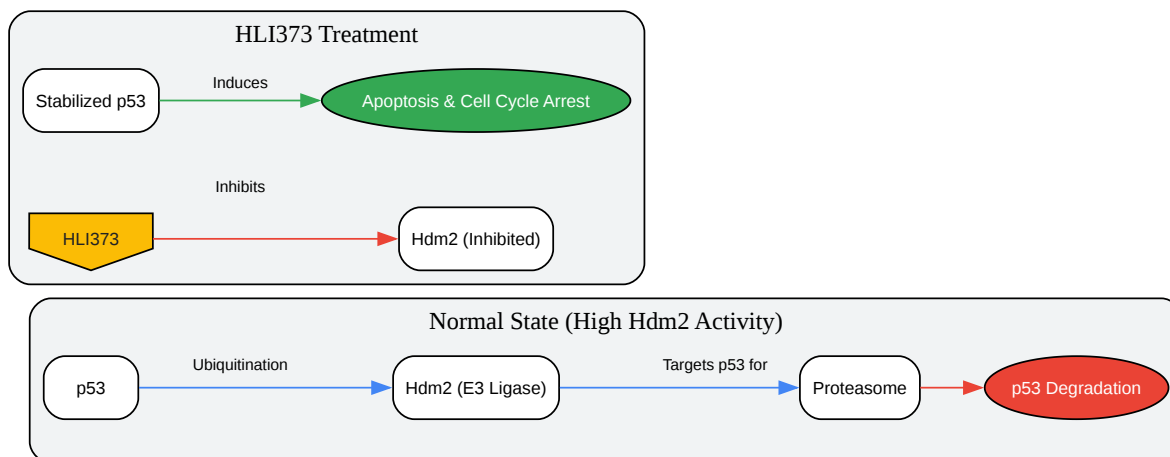 HLI373 Treatment
Stabilized p53
Induces
Apoptosis & Cell Cycle Arrest
HLI373
Inhibits
Hdm2 (Inhibited)
Normal State (High Hdm2 Activity)
p53
Ubiquitination
Hdm2 (E3 Ligase)
Targets p53 for
Proteasome
p53 Degradation